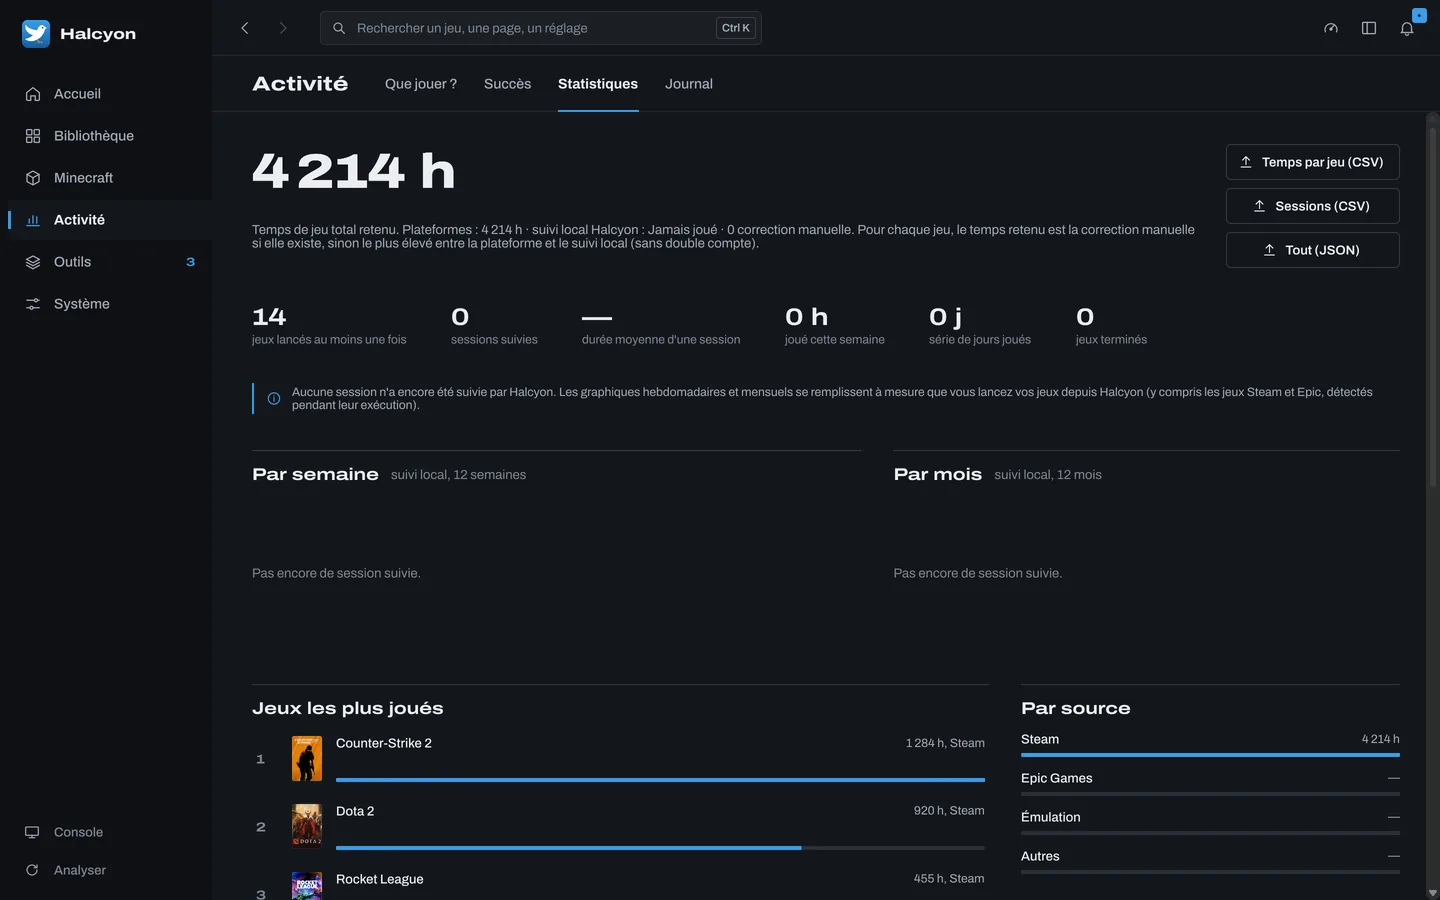 Halcyon
Rechercher un jeu, une page, un réglage
Ctrl K
Accueil
Bibliothèque
Minecraft
Activité
Outils
3
Système
Console
Analyser
Activité
Que jouer ?
Succès
Statistiques
Journal
4 214 h
Temps de jeu total retenu. Plateformes : 4 214 h · suivi local Halcyon : Jamais joué · 0 correction manuelle. Pour chaque jeu, le temps retenu est la correction manuelle
si elle existe, sinon le plus élevé entre la plateforme et le suivi local (sans double compte).
Temps par jeu (CSV)
Sessions (CSV)
Tout (JSON)
14
jeux lancés au moins une fois
0
sessions suivies
—
durée moyenne d'une session
0 h
joué cette semaine
0 j
série de jours joués
0
jeux terminés
Aucune session n'a encore été suivie par Halcyon. Les graphiques hebdomadaires et mensuels se remplissent à mesure que vous lancez vos jeux depuis Halcyon (y compris les jeux Steam et Epic, détectés
pendant leur exécution).
Par semaine suivi local, 12 semaines
Pas encore de session suivie.
Par mois suivi local, 12 mois
Pas encore de session suivie.
Jeux les plus joués
1
Counter-Strike 2
1 284 h, Steam
2
DOTA 2
Dota 2
920 h, Steam
3
ROCKET
LEAGUE
Rocket League
455 h, Steam
Par source
Steam
4 214 h
Epic Games
—
Émulation
—
Autres
—